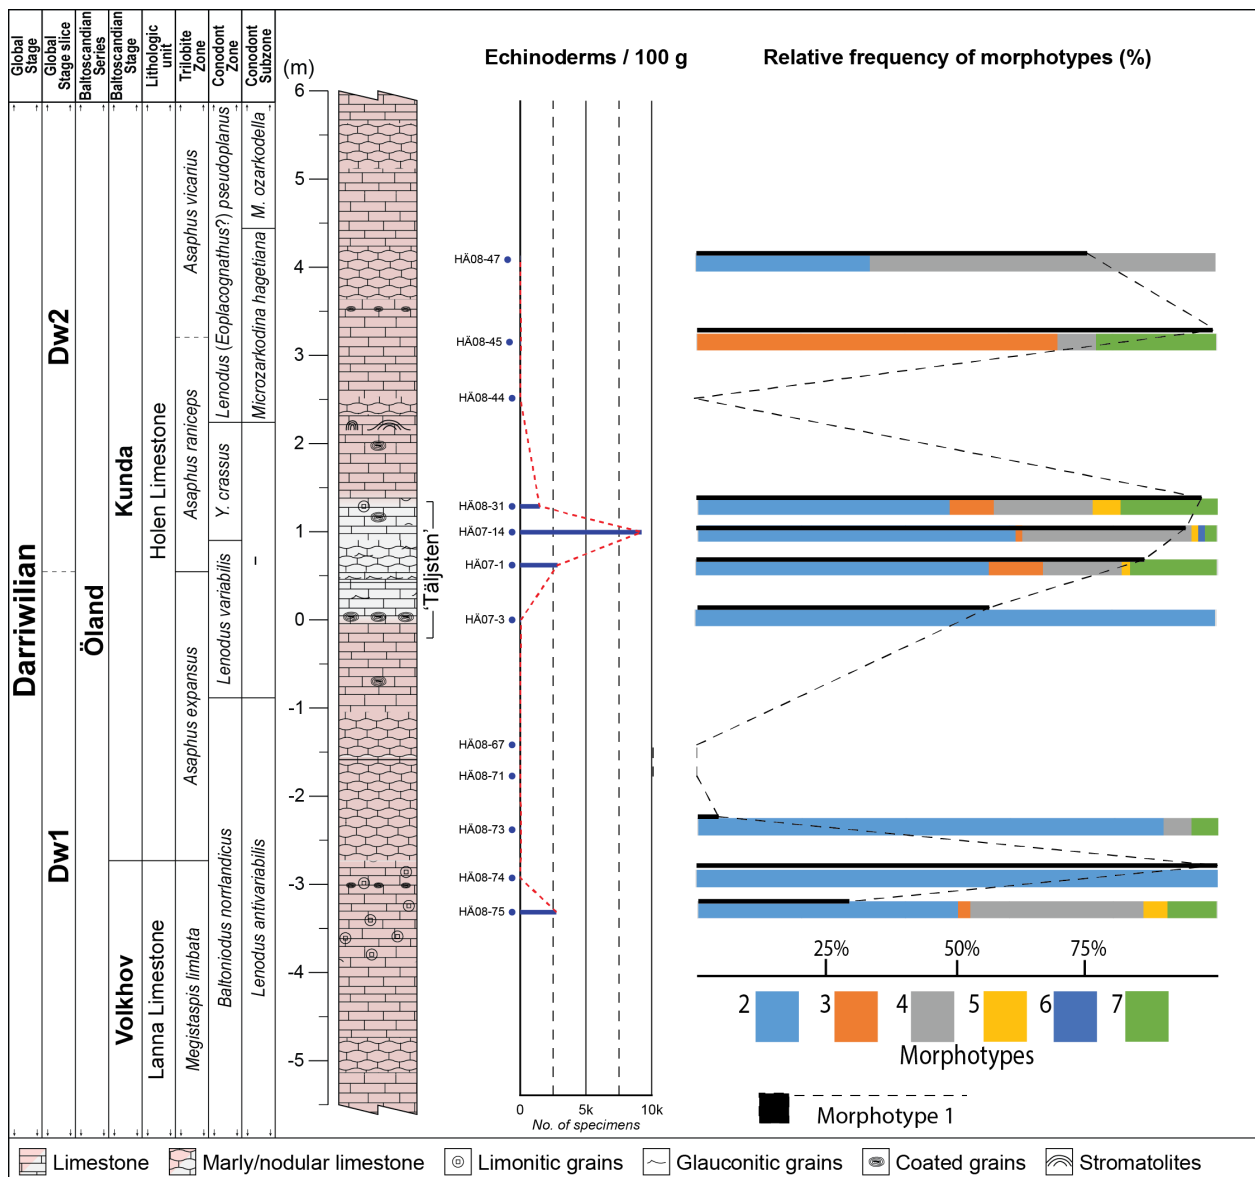 Global Stage
Global Stage slice
Baltoscandian Series
Baltoscandian Stage
Lithologic unit
Trilobite Zone
Conodont Zone
Conodont Subzone
(m)
Echinoderms / 100 g
Relative frequency of morphotypes (%)
Darriwilian
Dw2
Dw1
Öland
Kunda
Volkhov
Holen Limestone
Lanna Limestone
Asaphus vicarius
Asaphus raniceps
Asaphus expansus
Megistaspis limbata
Lenodus (Eoplacognathus?) pseudoplanus
Y. crassus
Lenodus variabilis
Baltoniodus norrlandicus
M. ozarkodella
Microzarkodina hagetiana
–
Lenodus antivariabilis
6
5
4
3
2
1
0
-1
-2
-3
-4
-5
'Täljsten'
HÄ08-47
HÄ08-45
HÄ08-44
HÄ08-31
HÄ07-14
HÄ07-1
HÄ07-3
HÄ08-67
HÄ08-71
HÄ08-73
HÄ08-74
HÄ08-75
0 5k 10k
No. of specimens
25% 50% 75%
2 3 4 5 6 7
Morphotypes
Morphotype 1
Limestone Marly/nodular limestone Limonitic grains Glauconitic grains Coated grains Stromatolites